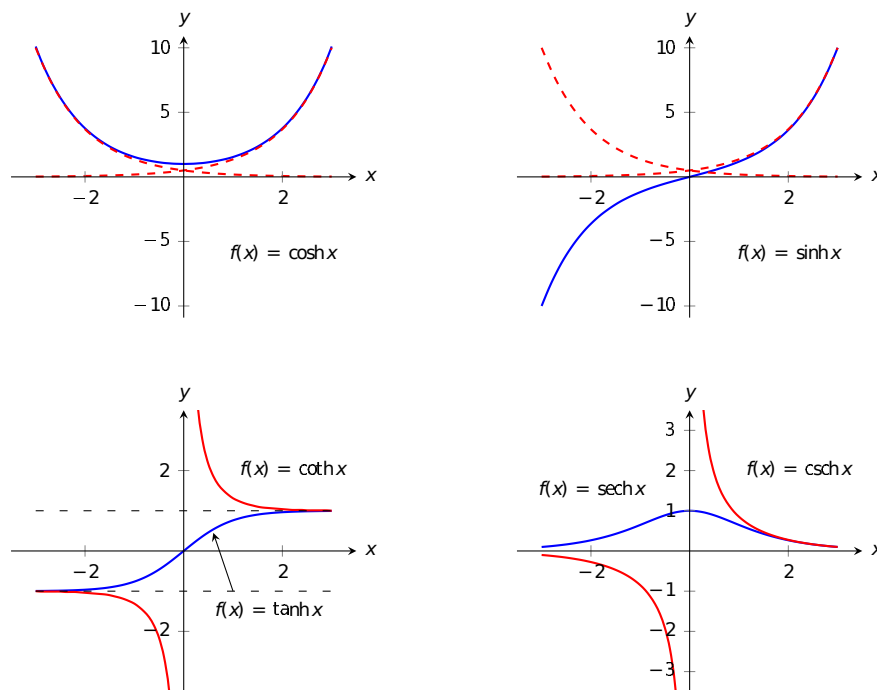 y
10
5
x
−2
2
−5
f(x) = cosh x
−10
y
10
5
x
−2
2
−5
f(x) = sinh x
−10
y
2
f(x) = coth x
x
−2
2
f(x) = tanh x
−2
y
3
2
f(x) = csch x
f(x) = sech x
1
x
−2
2
−1
−2
−3